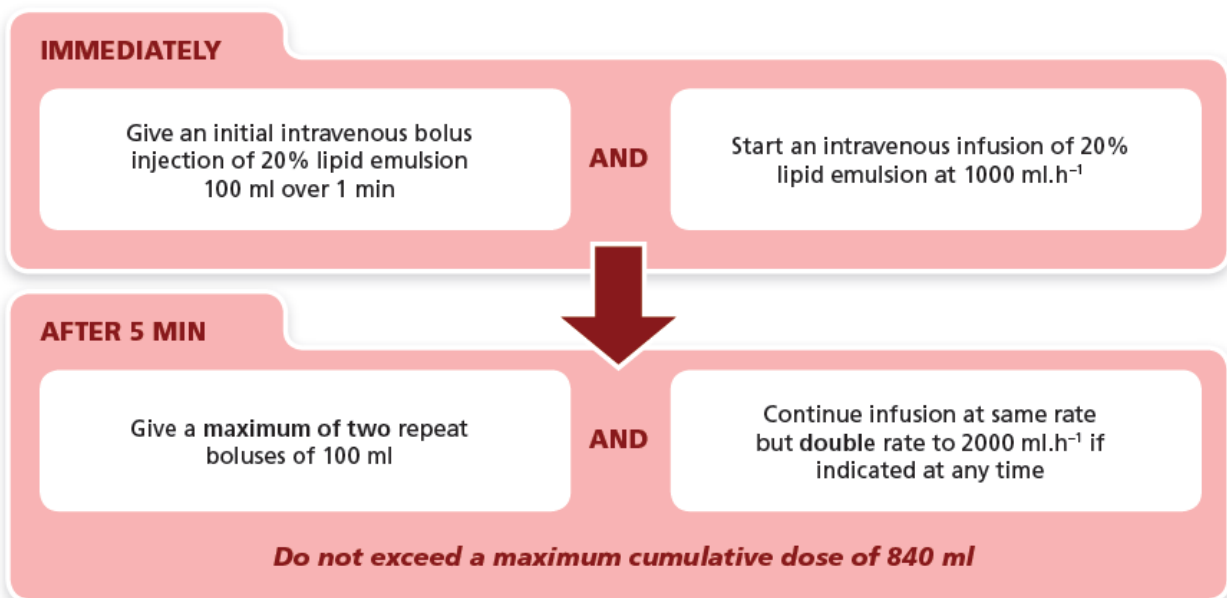 IMMEDIATELY
Give an initial intravenous bolus
injection of 20% lipid emulsion
100 ml over 1 min
AND
Start an intravenous infusion of 20%
lipid emulsion at 1000 ml.h⁻¹
AFTER 5 MIN
Give a maximum of two repeat
boluses of 100 ml
AND
Continue infusion at same rate
but double rate to 2000 ml.h⁻¹ if
indicated at any time
Do not exceed a maximum cumulative dose of 840 ml